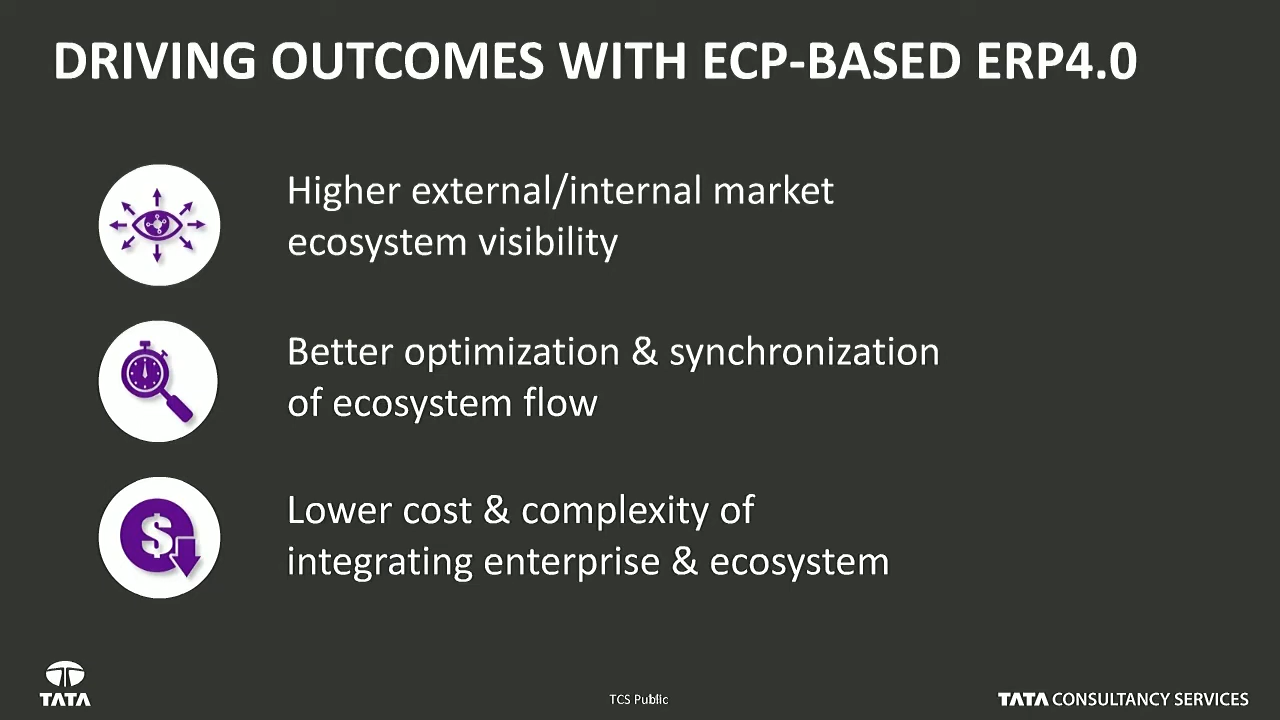 DRIVING OUTCOMES WITH ECP-BASED ERP4.0
Higher external/internal market
ecosystem visibility
Better optimization & synchronization
of ecosystem flow
$
Lower cost & complexity of
integrating enterprise & ecosystem
TATA
TCS Public
TATA CONSULTANCY SERVICES